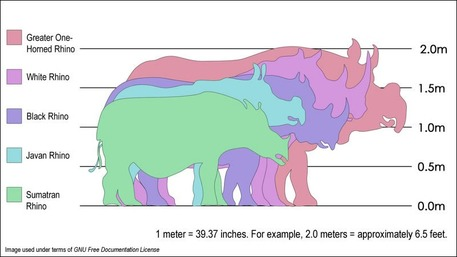 Greater One-
Horned Rhino
2.0m
White Rhino
1.5m
Black Rhino
1.0m
Javan Rhino
0.5m
Sumatran
Rhino
0.0m
1 meter = 39.37 inches. For example, 2.0 meters = approximately 6.5 feet.
Image used under terms of GNU Free Documentation License